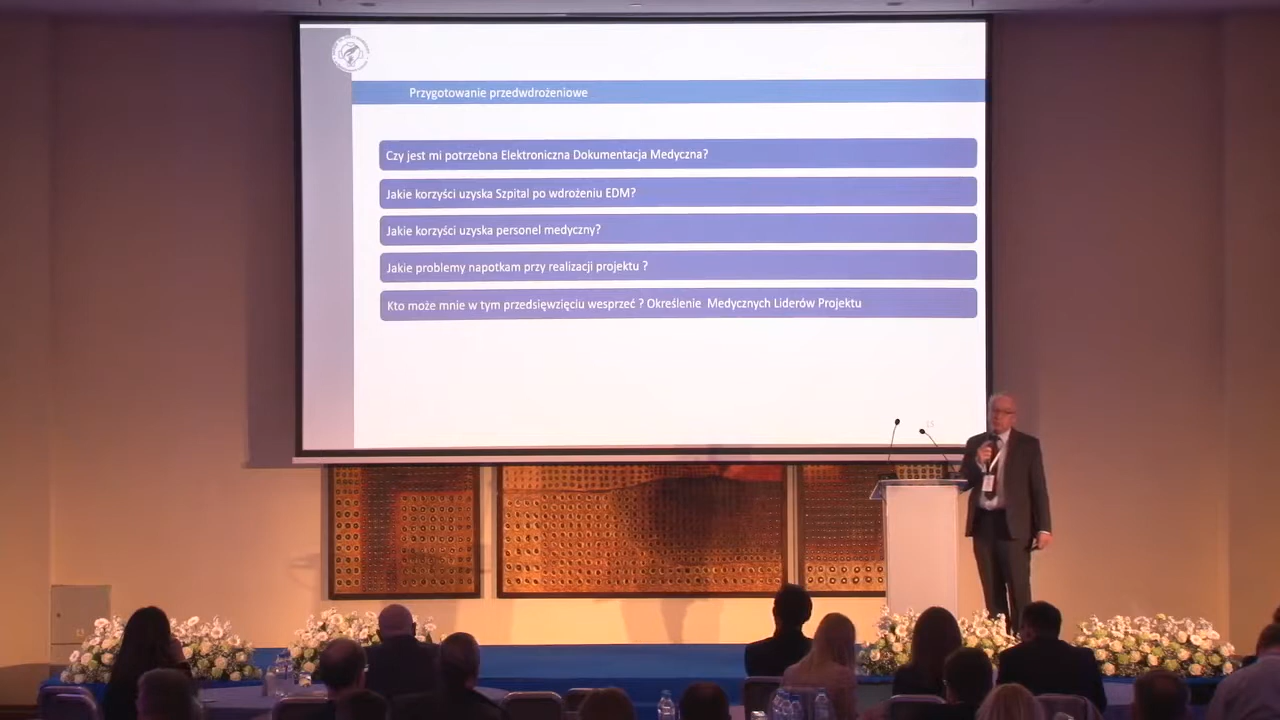 Przygotowanie przedwdrożeniowe
Czy jest mi potrzebna Elektroniczna Dokumentacja Medyczna?
Jakie korzyści uzyska Szpital po wdrożeniu EDM?
Jakie korzyści uzyska personel medyczny?
Jakie problemy napotkam przy realizacji projektu ?
Kto może mnie w tym przedsięwzięciu wesprzeć ? Określenie  Medycznych Liderów Projektu